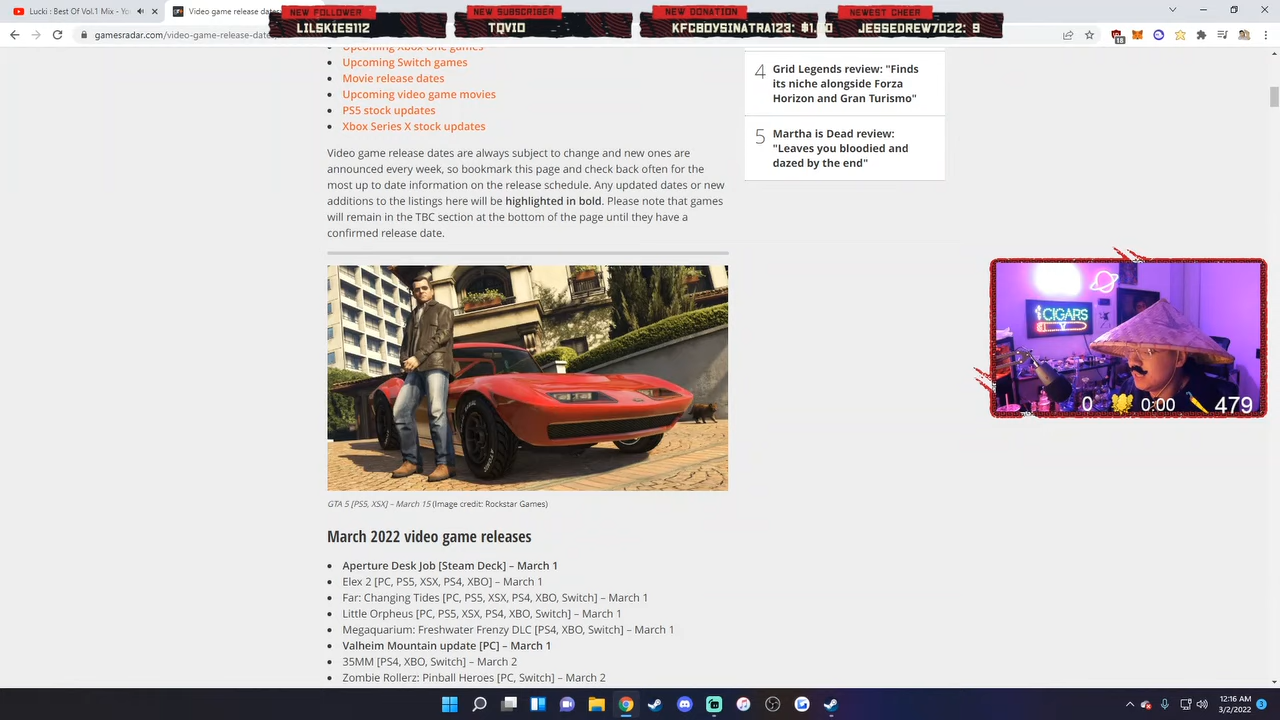 Lucki : Best Of Vol.1 Mix - Yo
Video game release dates
NEW FOLLOWER
LILSKIES112
NEW SUBSCRIBER
TQVID
NEW DONATION
KFCBOYSINATRA123:
NEWEST CHEER
JESSEDREW7022: 9
Upcoming Xbox One games
Upcoming Switch games
Movie release dates
Upcoming video game movies
PS5 stock updates
Xbox Series X stock updates
Video game release dates are always subject to change and new ones are
announced every week, so bookmark this page and check back often for the
most up to date information on the release schedule. Any updated dates or new
additions to the listings here will be highlighted in bold. Please note that games
will remain in the TBC section at the bottom of the page until they have a
confirmed release date.
4 Grid Legends review: "Finds
its niche alongside Forza
Horizon and Gran Turismo"
5 Martha is Dead review:
"Leaves you bloodied and
dazed by the end"
CIGARS
0 0:00 479
GTA 5 [PS5, XSX] – March 15 (Image credit: Rockstar Games)
March 2022 video game releases
Aperture Desk Job [Steam Deck] – March 1
Elex 2 [PC, PS5, XSX, PS4, XBO] – March 1
Far: Changing Tides [PC, PS5, XSX, PS4, XBO, Switch] – March 1
Little Orpheus [PC, PS5, XSX, PS4, XBO, Switch] – March 1
Megaquarium: Freshwater Frenzy DLC [PS4, XBO, Switch] – March 1
Valheim Mountain update [PC] – March 1
35MM [PS4, XBO, Switch] – March 2
Zombie Rollerz: Pinball Heroes [PC, Switch] – March 2
12:16 AM
3/2/2022